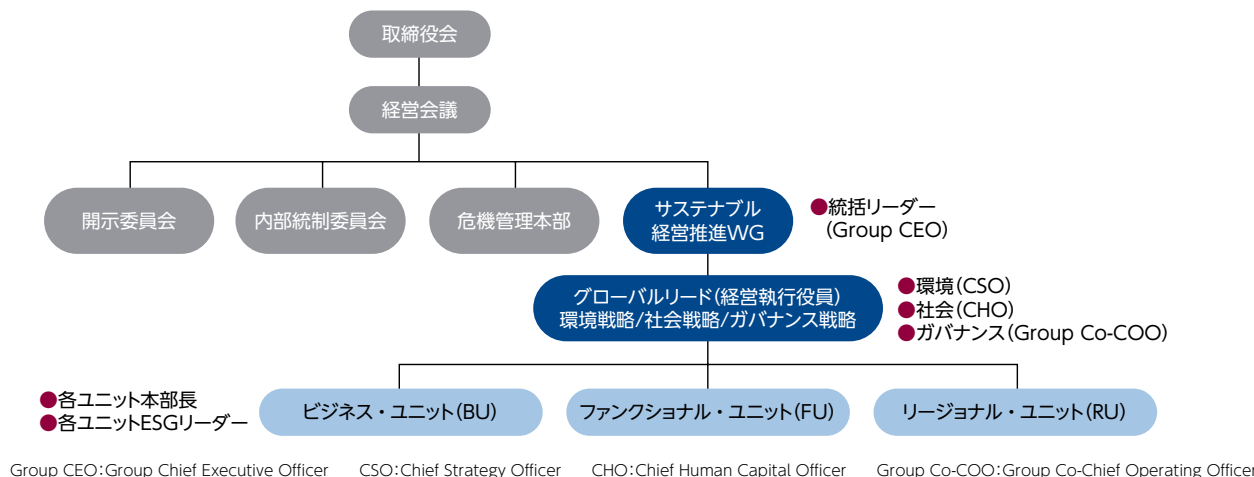 取締役会
経営会議
開示委員会
内部統制委員会
危機管理本部
サステナブル
経営推進WG
●統括リーダー
(Group CEO)
グローバルリード(経営執行役員)
環境戦略/社会戦略/ガバナンス戦略
●環境(CSO)
●社会(CHO)
●ガバナンス(Group Co-COO)
●各ユニット本部長
●各ユニットESGリーダー
ビジネス・ユニット(BU)
ファンクショナル・ユニット(FU)
リージョナル・ユニット(RU)
Group CEO:Group Chief Executive Officer CSO:Chief Strategy Officer CHO:Chief Human Capital Officer Group Co-COO:Group Co-Chief Operating Officer